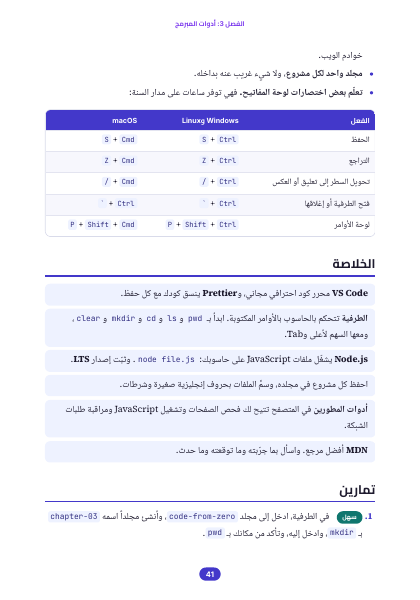 الفصل 3: أدوات المبرمج
خوادم الويب.
• مجلد واحد لكل مشروع، ولا شيء غريب عنه بداخله.
• تعلّم بعض اختصارات لوحة المفاتيح، فهي توفر ساعات على مدار السنة:
الفعل Windows وLinux macOS
الحفظ Ctrl + S Cmd + S
التراجع Ctrl + Z Cmd + Z
تحويل السطر إلى تعليق أو العكس Ctrl + / Cmd + /
فتح الطرفية أو إغلاقها Ctrl + ` Ctrl + `
لوحة الأوامر Ctrl + Shift + P Cmd + Shift + P
الخلاصة
VS Code محرر كود احترافي مجاني، وPrettier ينسق كودك مع كل حفظ.
الطرفية تتحكم بالحاسوب بالأوامر المكتوبة. ابدأ بـ pwd و ls و cd و mkdir و clear ،
ومعها السهم لأعلى وTab.
Node.js يشغّل ملفات JavaScript على حاسوبك: node file.js . وثبّت إصدار LTS.
احفظ كل مشروع في مجلده، وسمِّ الملفات بحروف إنجليزية صغيرة وشرطات.
أدوات المطورين في المتصفح تتيح لك فحص الصفحات وتشغيل JavaScript ومراقبة طلبات
الشبكة.
MDN أفضل مرجع. واسأل بما جرّبته وما توقعته وما حدث.
تمارين
1. سهل في الطرفية، ادخل إلى مجلد code-from-zero ، وأنشئ مجلداً اسمه chapter-03
بـ mkdir ، وادخل إليه، وتأكد من مكانك بـ pwd .
41